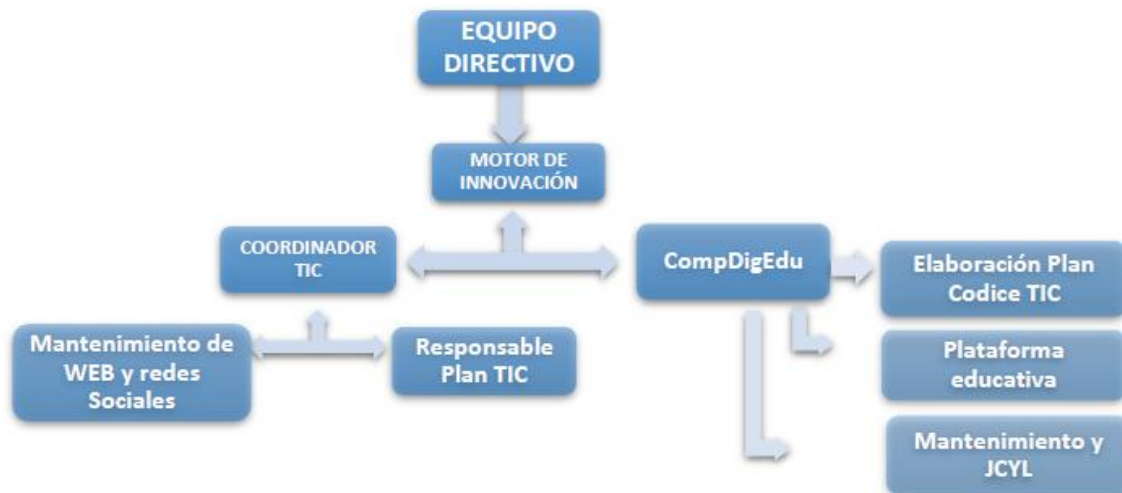 EQUIPO
DIRECTIVO
MOTOR DE
INNOVACIÓN
COORDINADOR
TIC
CompDigEdu
Elaboración Plan
Codice TIC
Mantenimiento de
WEB y redes
Sociales
Responsable
Plan TIC
Plataforma
educativa
Mantenimiento y
JCYL